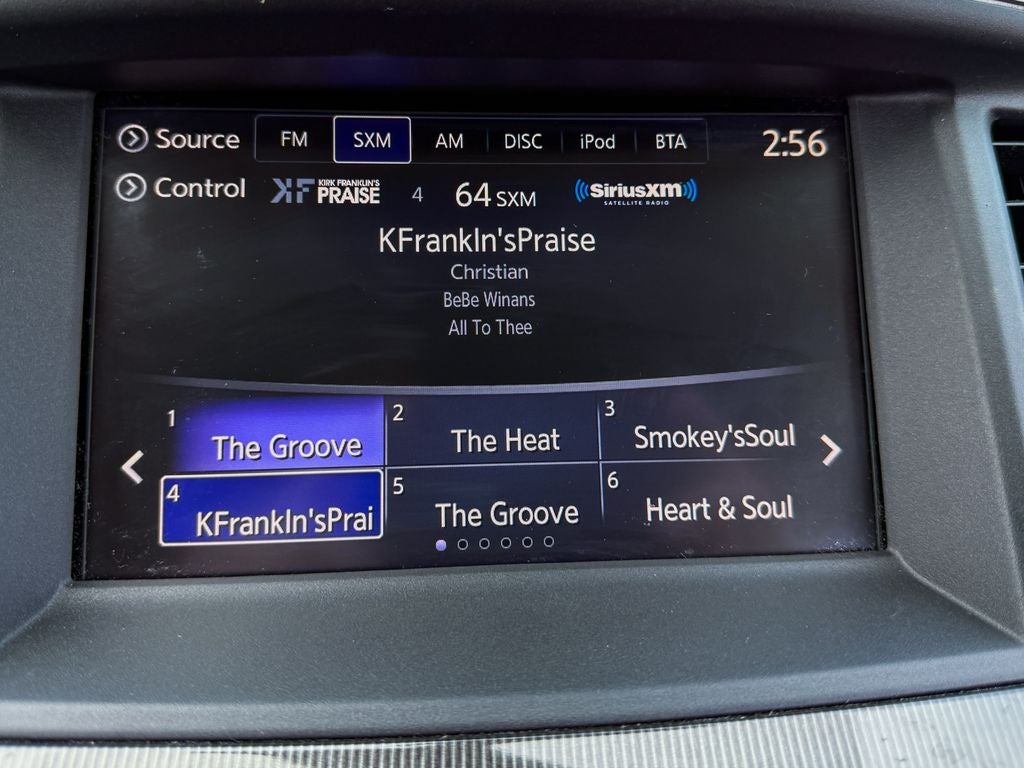 Source FM SXM AM DISC iPod BTA 2:56
Control KF KIRK FRANKLIN'S PRAISE 4 64 SXM ((SiriusXM))
SATELLITE RADIO
KFrankln'sPraise
Christian
BeBe Winans
All To Thee
1 The Groove 2 The Heat 3 Smokey'sSoul
4 KFrankln'sPrai 5 The Groove 6 Heart & Soul